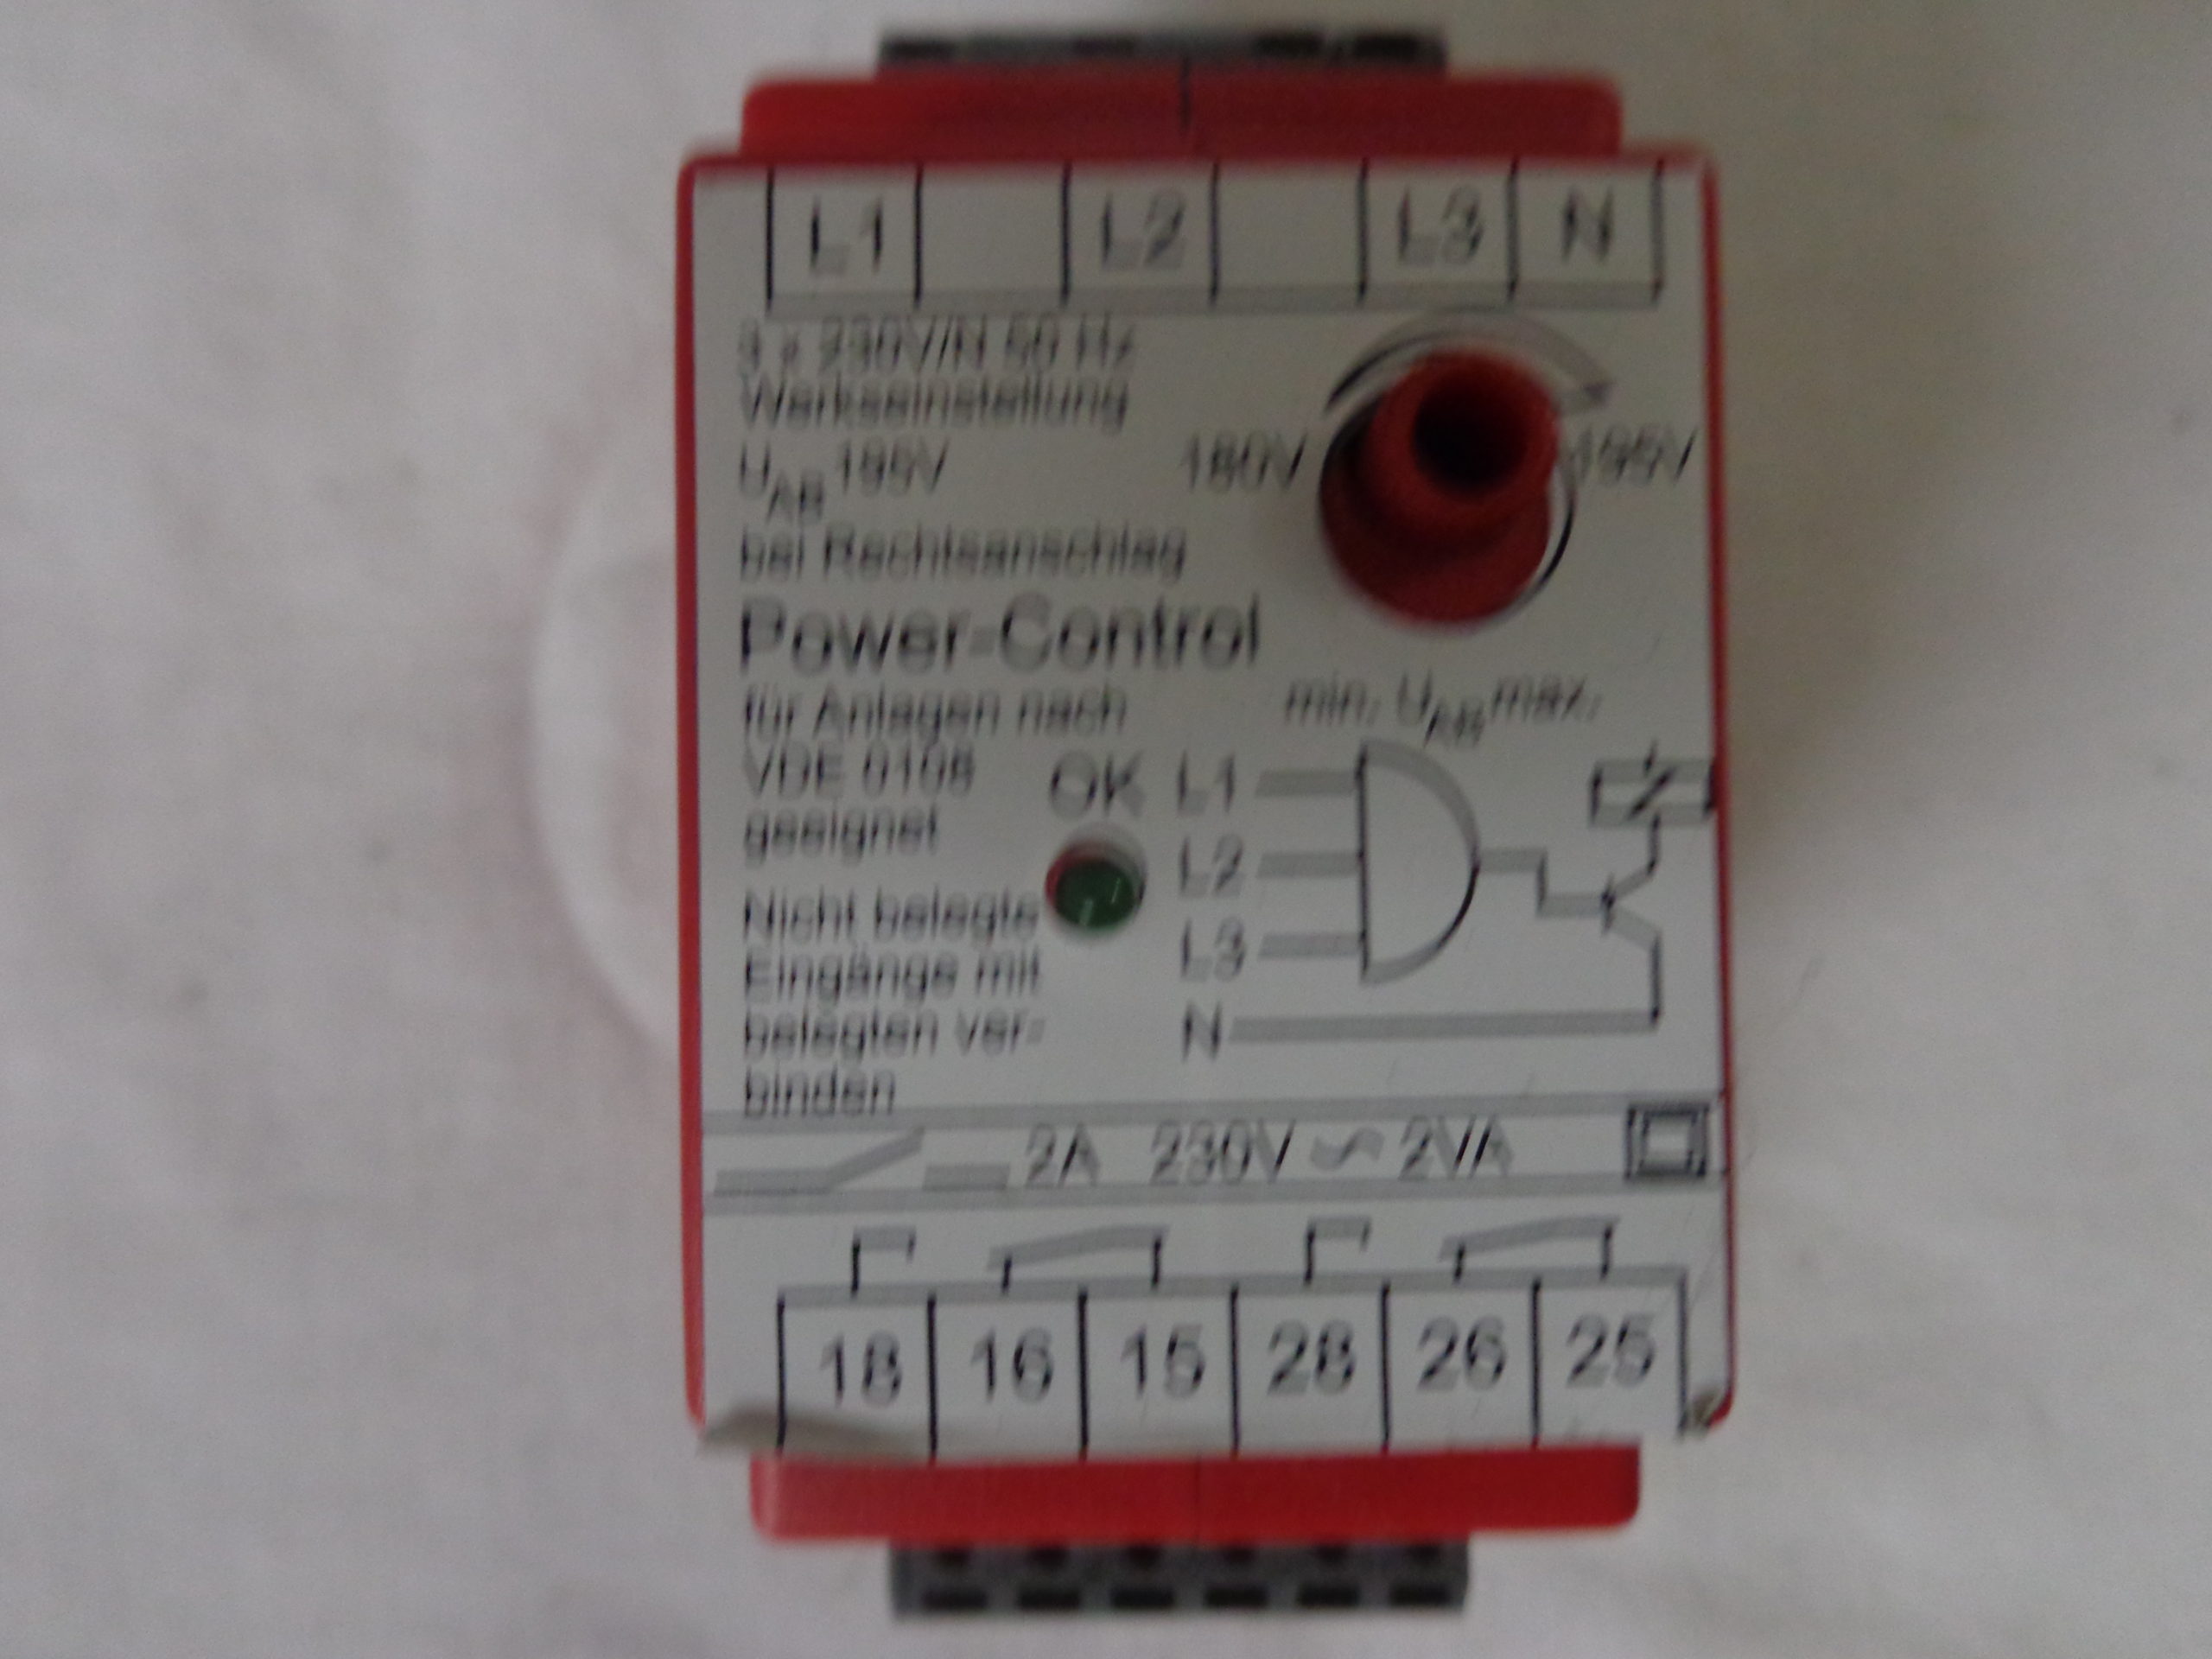 L1 L2 L3 N
3 x 230V/N 50 Hz
Werkseinstellung
UAB 195V
180V 195V
bei Rechtsanschlag
Power-Control
für Anlagen nach
VDE 0108
geeignet
min. UAB max.
OK
L1
L2
L3
N
Nicht belegte
Eingänge mit
belegten ver-
binden
2A 230V ~ 2VA
18 16 15 28 26 25